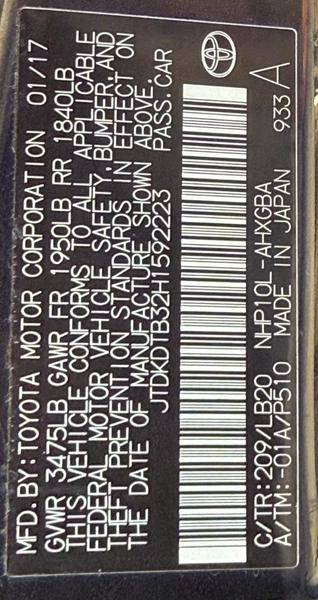 MFD.BY:TOYOTA MOTOR CORPORATION 01/17
GVWR 3475LB GAWR FR 1950LB RR 1840LB
THIS VEHICLE CONFORMS TO ALL APPLICABLE
FEDERAL MOTOR VEHICLE SAFETY,BUMPER,AND
THEFT PREVENTION STANDARDS IN EFFECT ON
THE DATE OF MANUFACTURE SHOWN ABOVE.
JTDKDTB32H1592223 PASS.CAR
C/TR:209/LB20 NHP10L-AHXGBA
A/TM:-01A/P510 MADE IN JAPAN 933 A